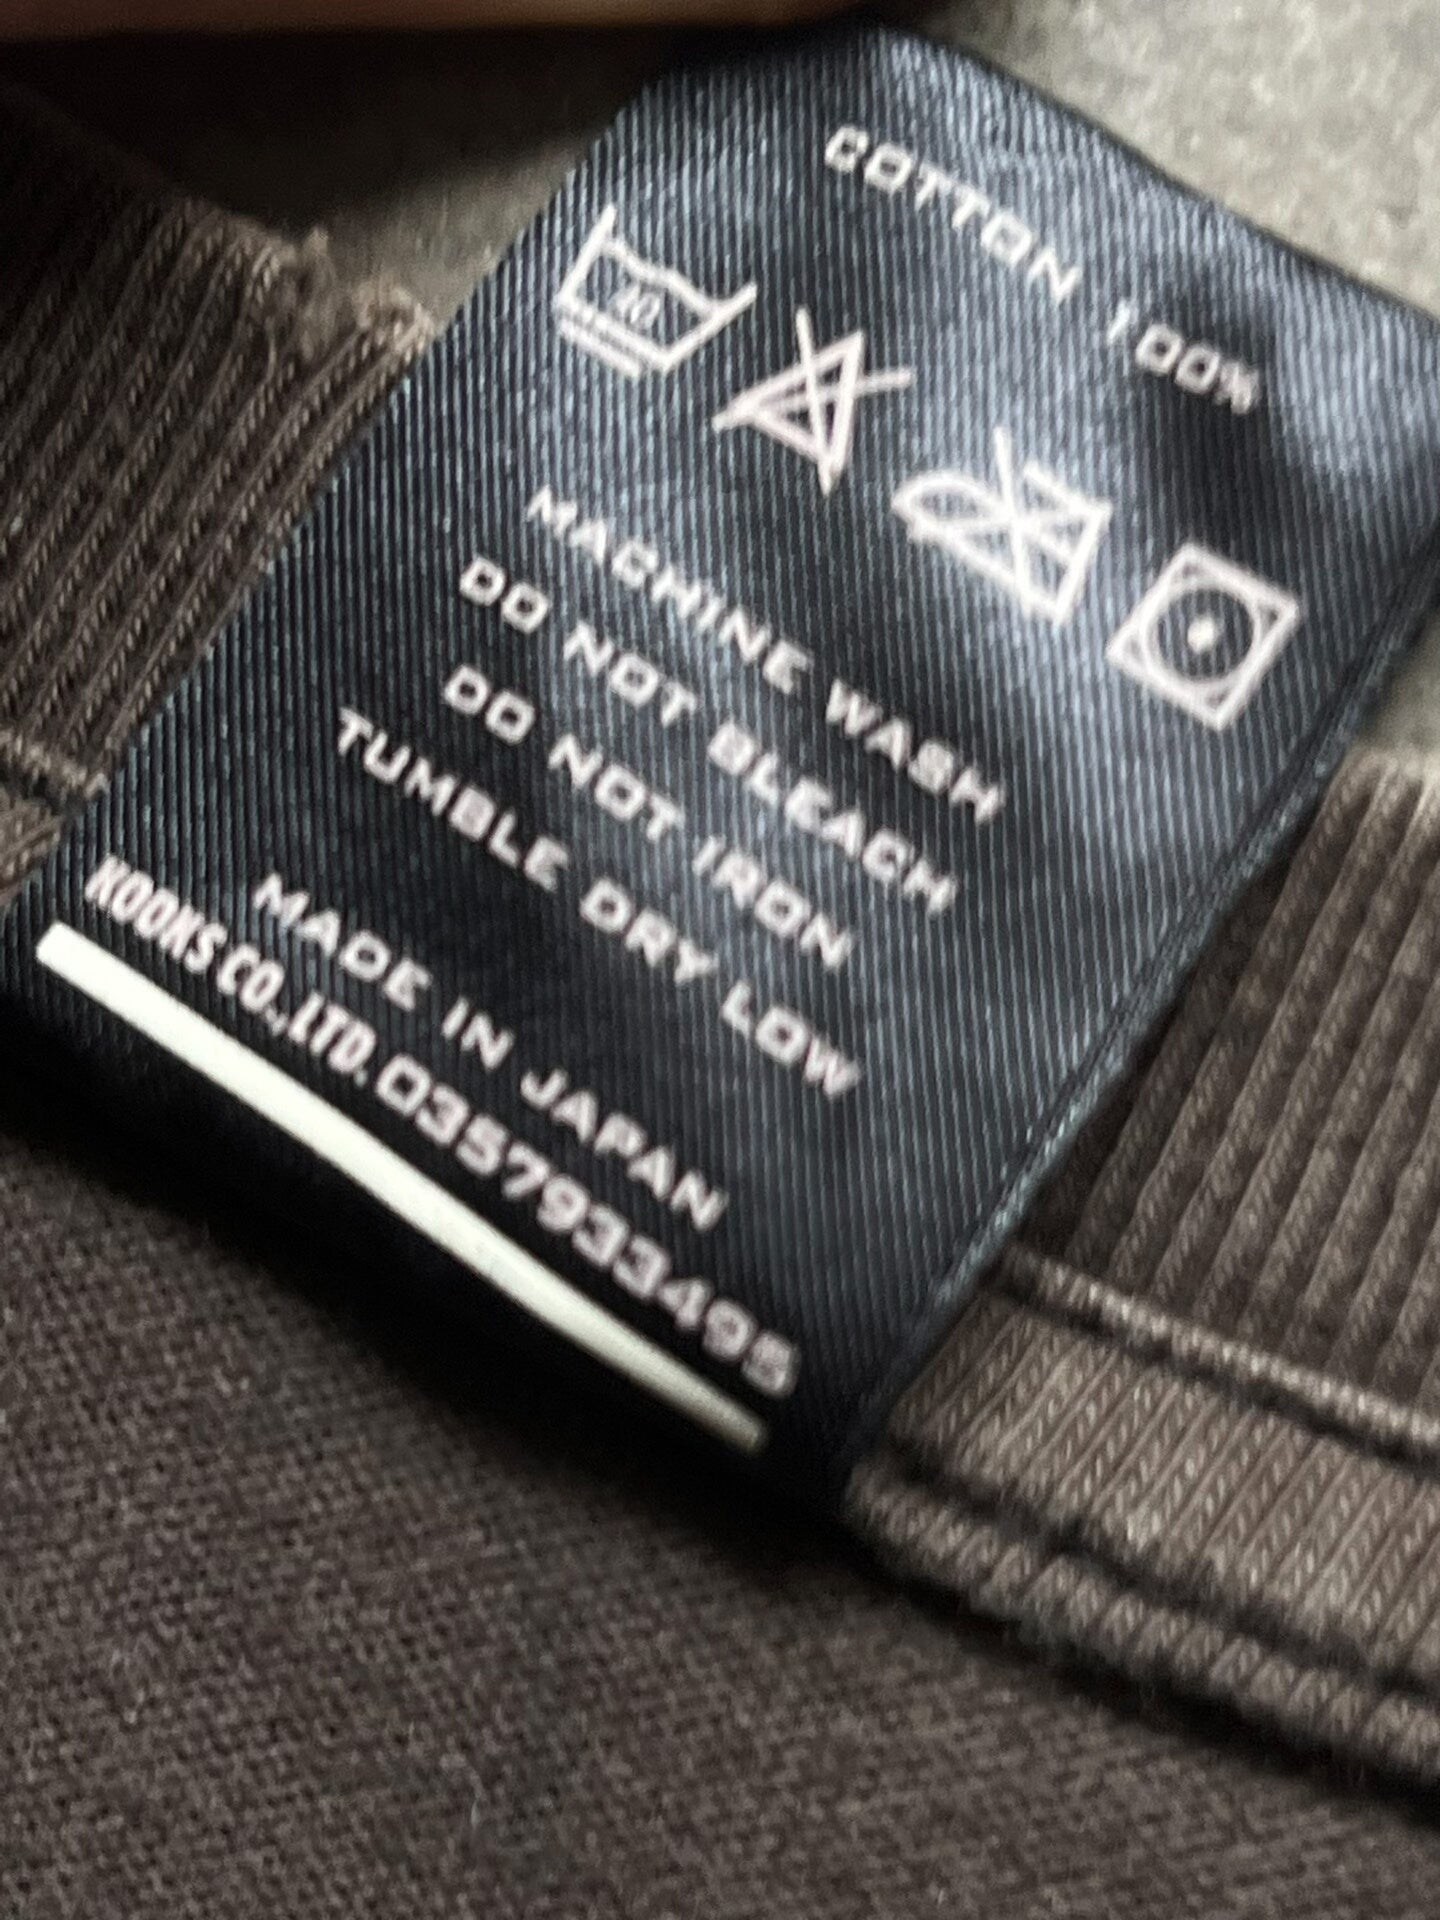 COTTON 100%
40
MACHINE WASH
DO NOT BLEACH
DO NOT IRON
TUMBLE DRY LOW
MADE IN JAPAN
KOOKS CO.,LTD. 0357933495